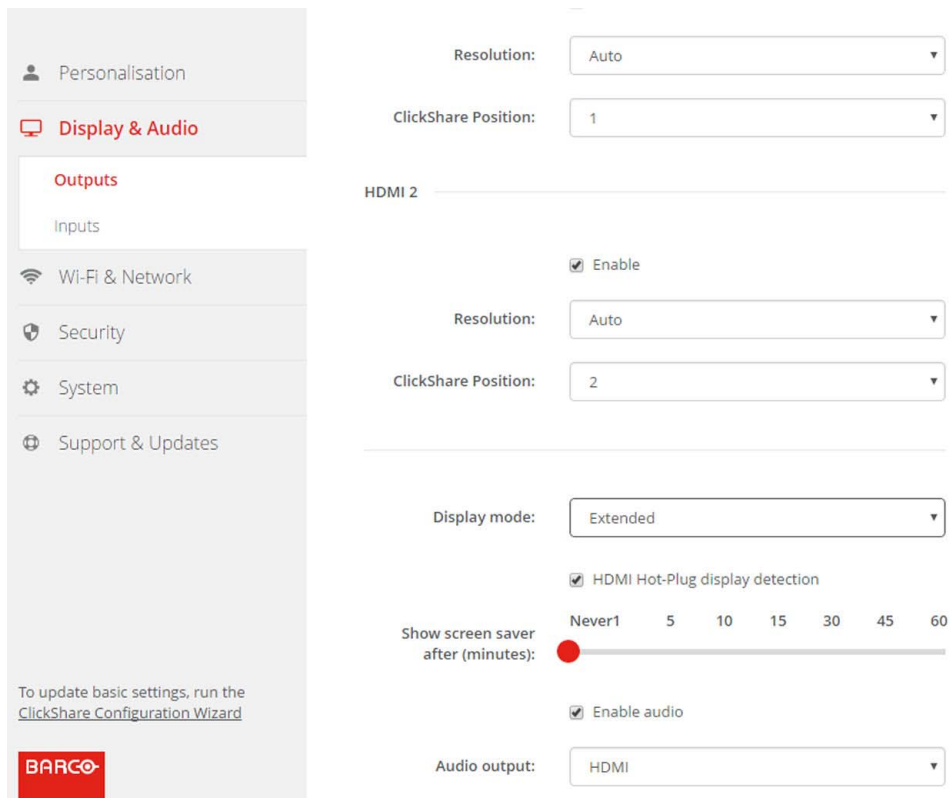 Personalisation
Display & Audio
Outputs
Inputs
Wi-Fi & Network
Security
System
Support & Updates
To update basic settings, run the
ClickShare Configuration Wizard
BARCO
Resolution: Auto
ClickShare Position: 1
HDMI 2
Enable
Resolution: Auto
ClickShare Position: 2
Display mode: Extended
HDMI Hot-Plug display detection
Never1 5 10 15 30 45 60
Show screen saver
after (minutes):
Enable audio
Audio output: HDMI